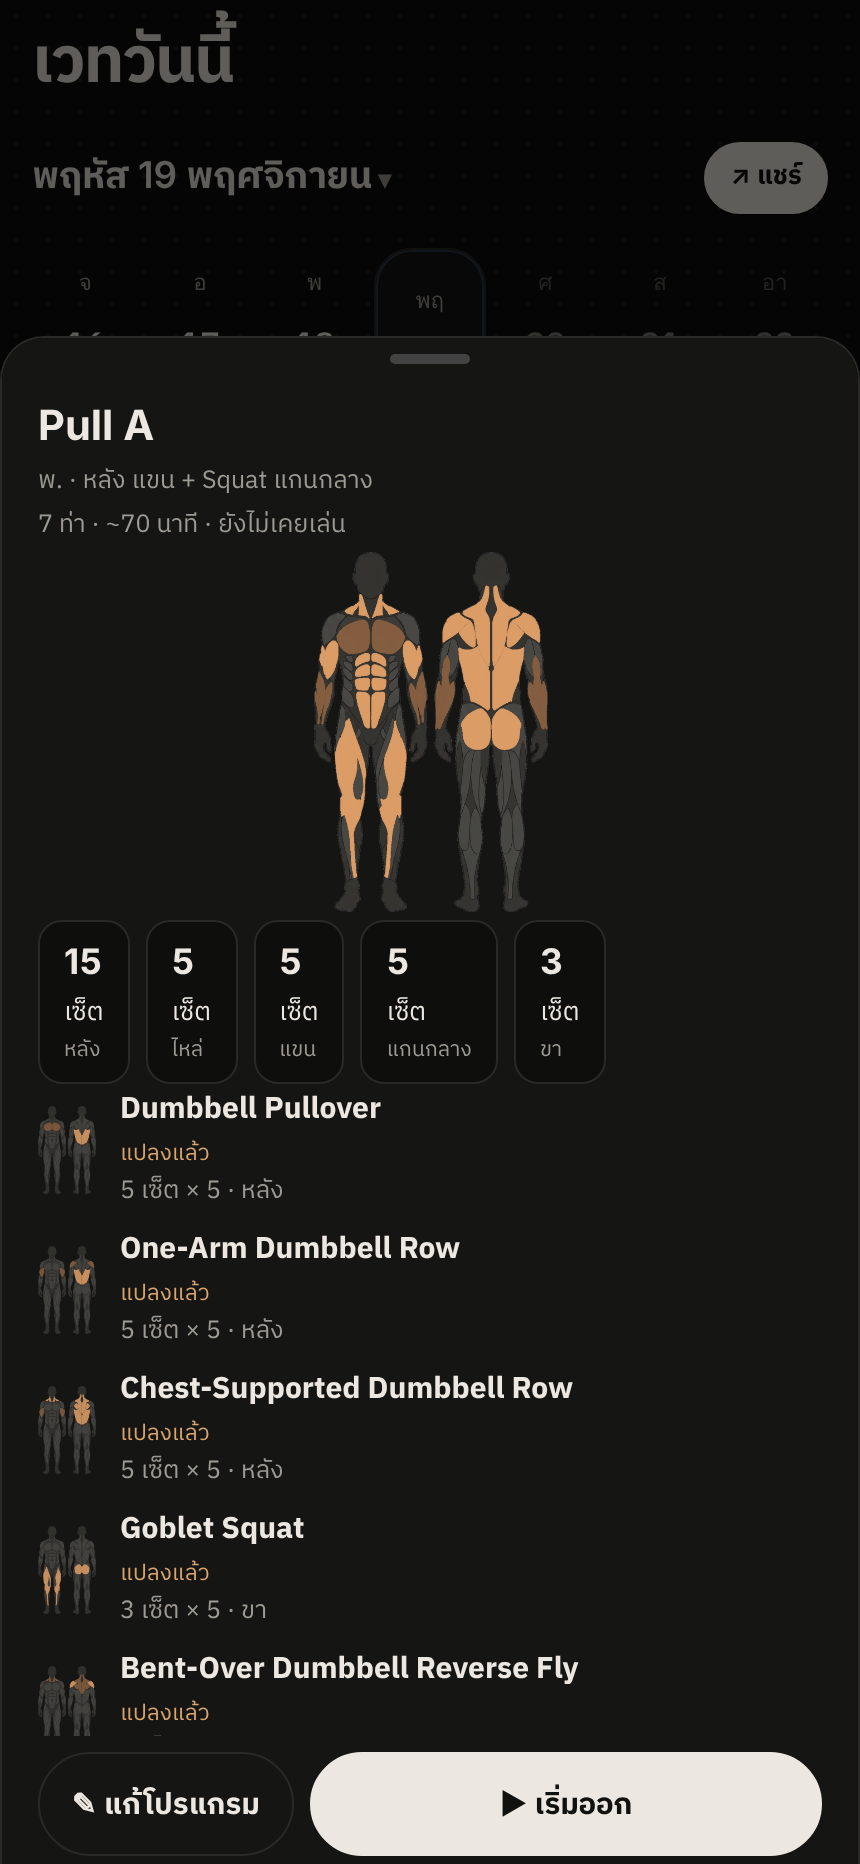 เวทวันนี้
พฤหัส 19 พฤศจิกายน ▾
↗ แชร์
จ อ พ พฤ ศ ส อา
Pull A
พ. · หลัง แขน + Squat แกนกลาง
7 ท่า · ~70 นาที · ยังไม่เคยเล่น
15 5 5 5 3
เซ็ต เซ็ต เซ็ต เซ็ต เซ็ต
หลัง ไหล่ แขน แกนกลาง ขา
Dumbbell Pullover
แปลงแล้ว
5 เซ็ต × 5 · หลัง
One-Arm Dumbbell Row
แปลงแล้ว
5 เซ็ต × 5 · หลัง
Chest-Supported Dumbbell Row
แปลงแล้ว
5 เซ็ต × 5 · หลัง
Goblet Squat
แปลงแล้ว
3 เซ็ต × 5 · ขา
Bent-Over Dumbbell Reverse Fly
แปลงแล้ว
✎ แก้โปรแกรม
▶ เริ่มออก